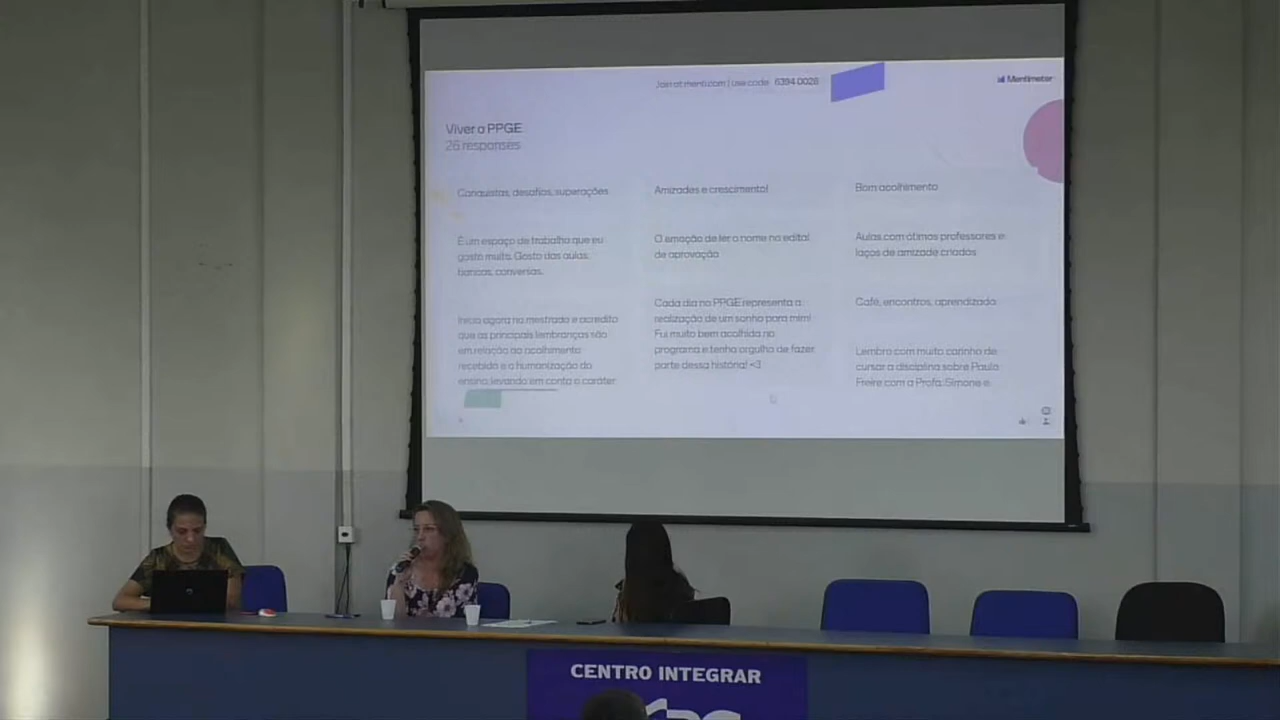 Join at menti.com | use code 6394 0028
Mentimeter
Viver o PPGE
26 responses
Conquistas, desafios, superações
É um espaço de trabalho que eu
gosto muito. Gosto das aulas,
bancas, conversas.
Início agora no mestrado e acredito
que as principais lembranças são
em relação ao acolhimento
recebido e a humanização do
ensino, levando em conta o caráter
Amizades e crescimento!
O emoção de ler o nome no edital
de aprovação
Cada dia no PPGE representa a
realização de um sonho para mim!
Fui muito bem acolhida no
programa e tenho orgulho de fazer
parte dessa história! <3
Bom acolhimento
Aulas com ótimos professores e
laços de amizade criados
Café, encontros, aprendizado
Lembro com muito carinho de
cursar a disciplina sobre Paulo
Freire com a Profa. Simone e
CENTRO INTEGRAR